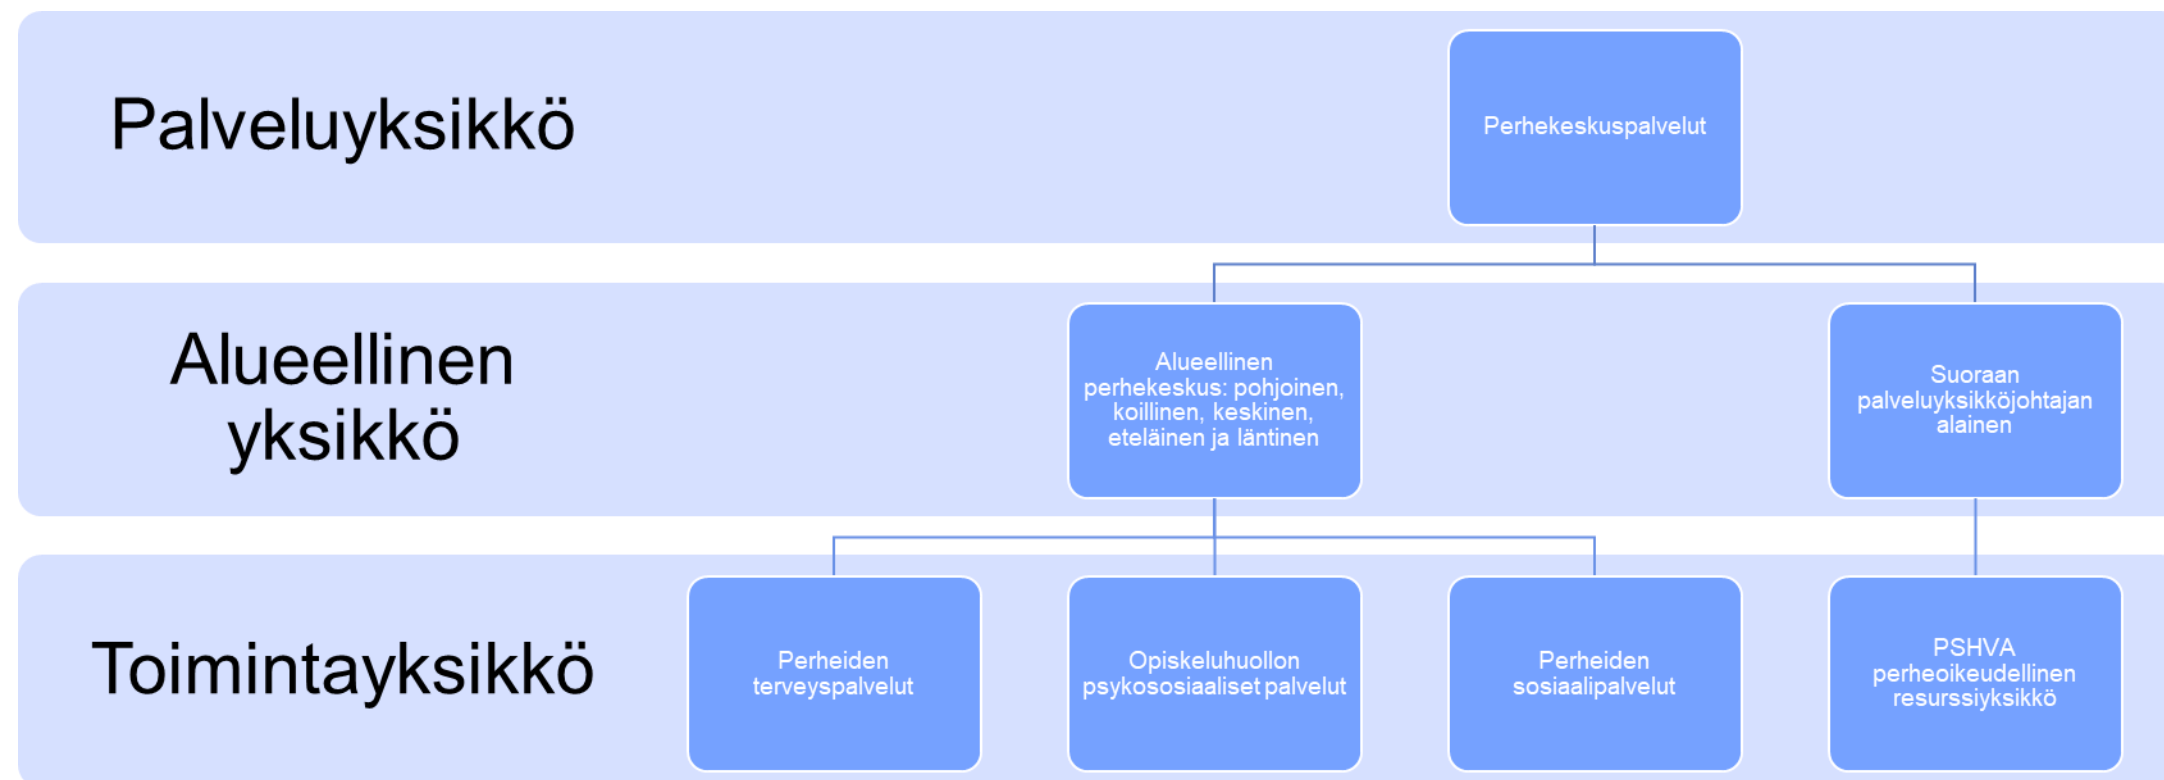 Palveluyksikkö
Perhekeskuspalvelut
Alueellinen
yksikkö
Alueellinen
perhekeskus: pohjoinen,
koillinen, keskinen,
eteläinen ja läntinen
Suoraan
palveluyksikköjohtajan
alainen
Toimintayksikkö
Perheiden
terveyspalvelut
Opiskeluhuollon
psykososiaaliset palvelut
Perheiden
sosiaalipalvelut
PSHVA
perheoikeudellinen
resurssiyksikkö